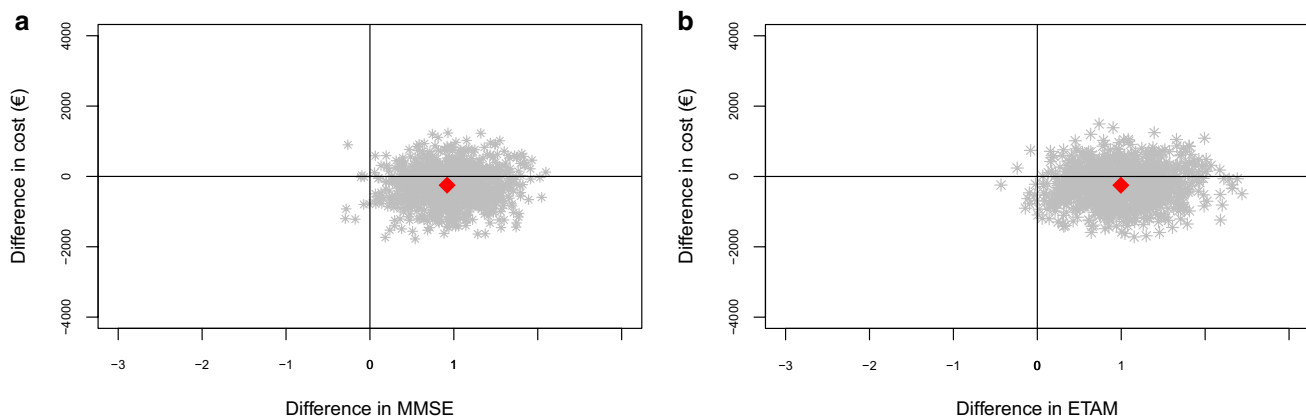 a
Difference in cost (€)
4000
2000
0
−2000
−4000
−3 −2 −1 0 1
Difference in MMSE
b
Difference in cost (€)
4000
2000
0
−2000
−4000
−3 −2 −1 0 1
Difference in ETAM